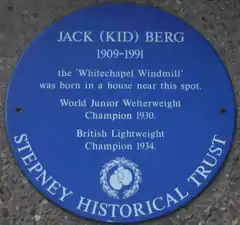 JACK (KID) BERG
1909-1991
the 'Whitechapel Windmill'
was born in a house near this spot.
World Junior Welterweight
Champion 1930.
British Lightweight
Champion 1934.
STEPNEY HISTORICAL TRUST